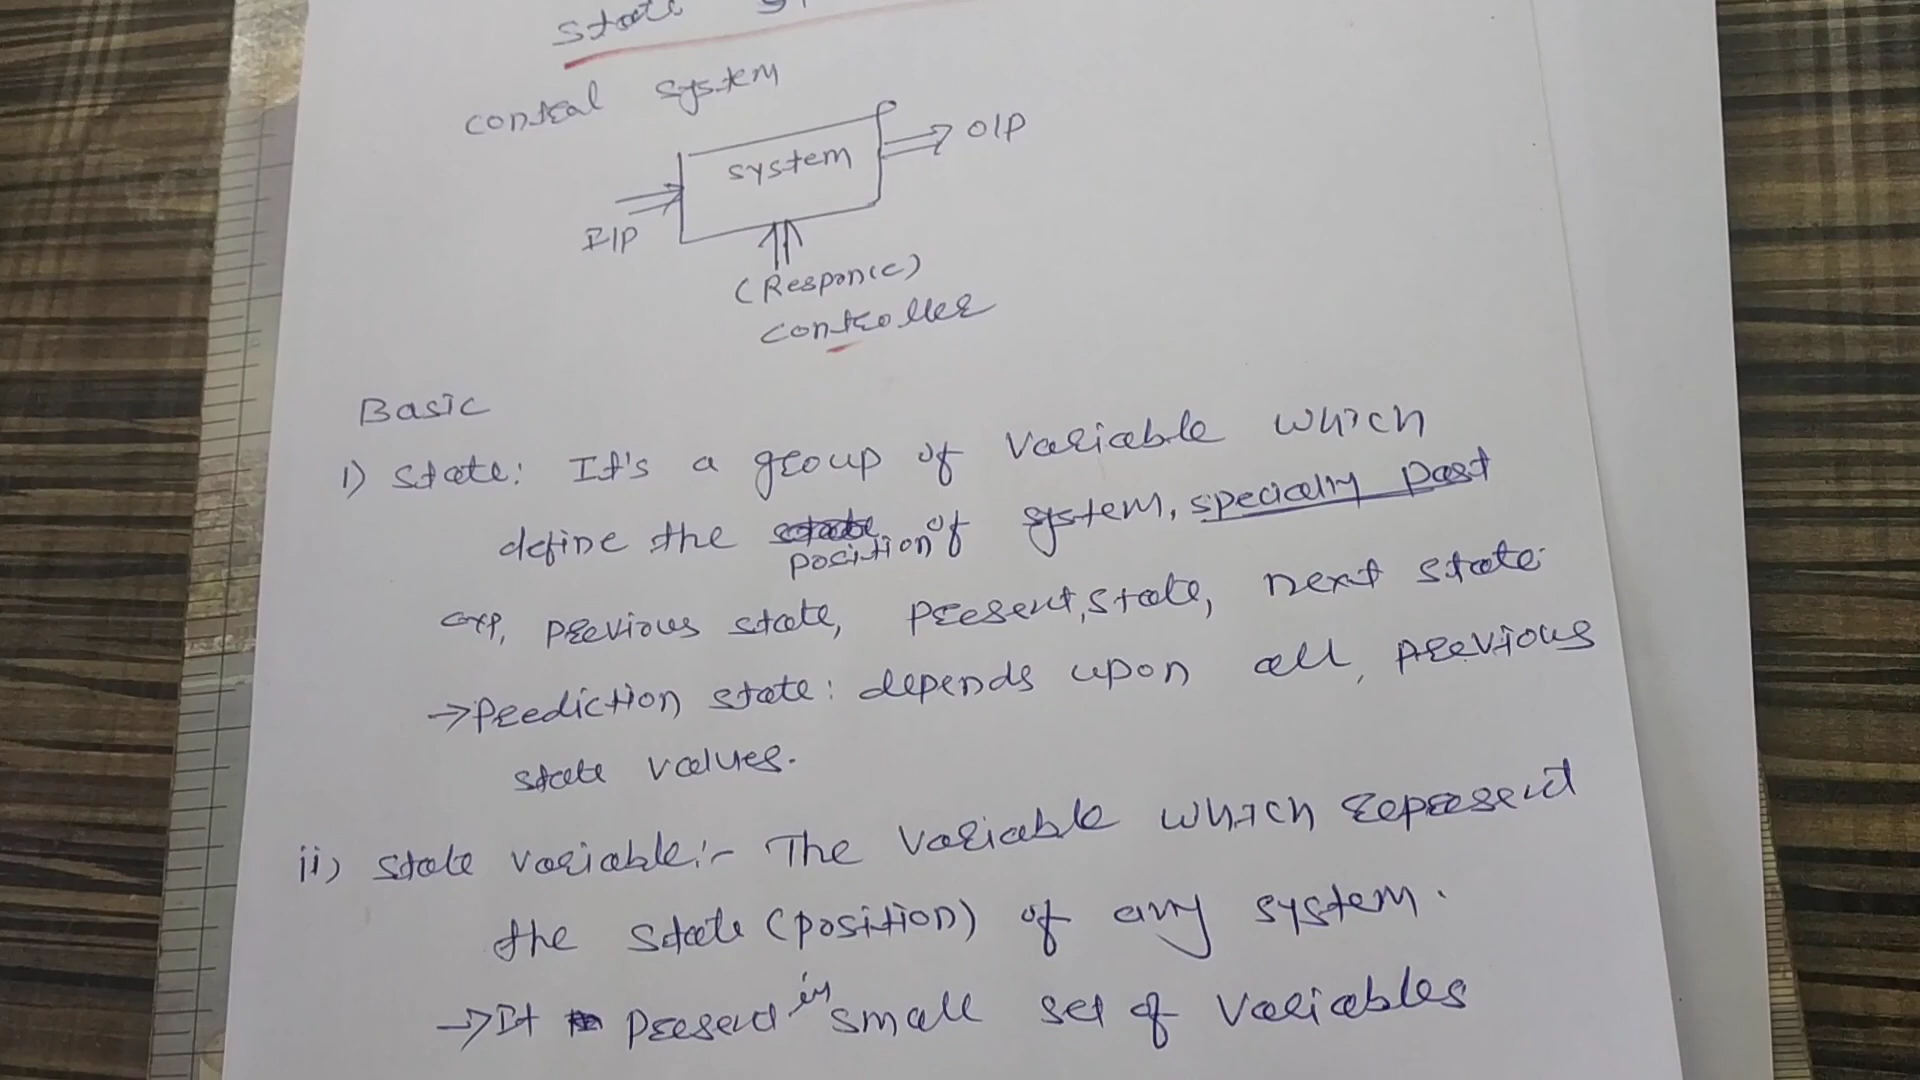 State
Control system
system
O/P
I/P
(Responce)
controller
Basic
i) state: It's a group of variable which
define the position of system, specially past
exp, previous state, present, state, next state.
→ Prediction state: depends upon all, previous
state values.
ii) state variable:- The variable which represent
the state (position) of any system.
→ It present in small set of variables